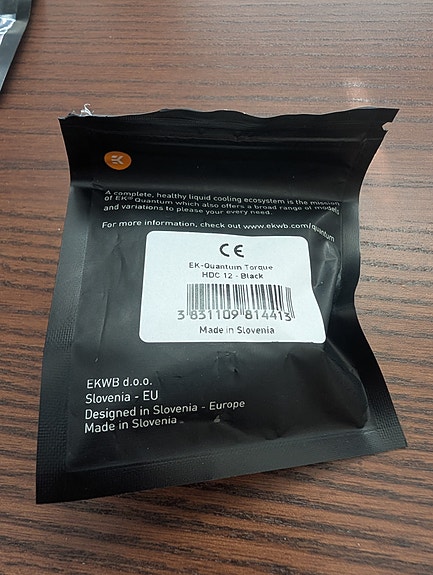 EK
A complete, healthy liquid cooling ecosystem is the mission
of EK® Quantum which also offers a broad range of models
and variations to please your every need.
For more information, check out www.ekwb.com/quantum
CE
EK-Quantum Torque
HDC 12 - Black
3 831109 814413
Made in Slovenia
EKWB d.o.o.
Slovenia - EU
Designed in Slovenia - Europe
Made in Slovenia